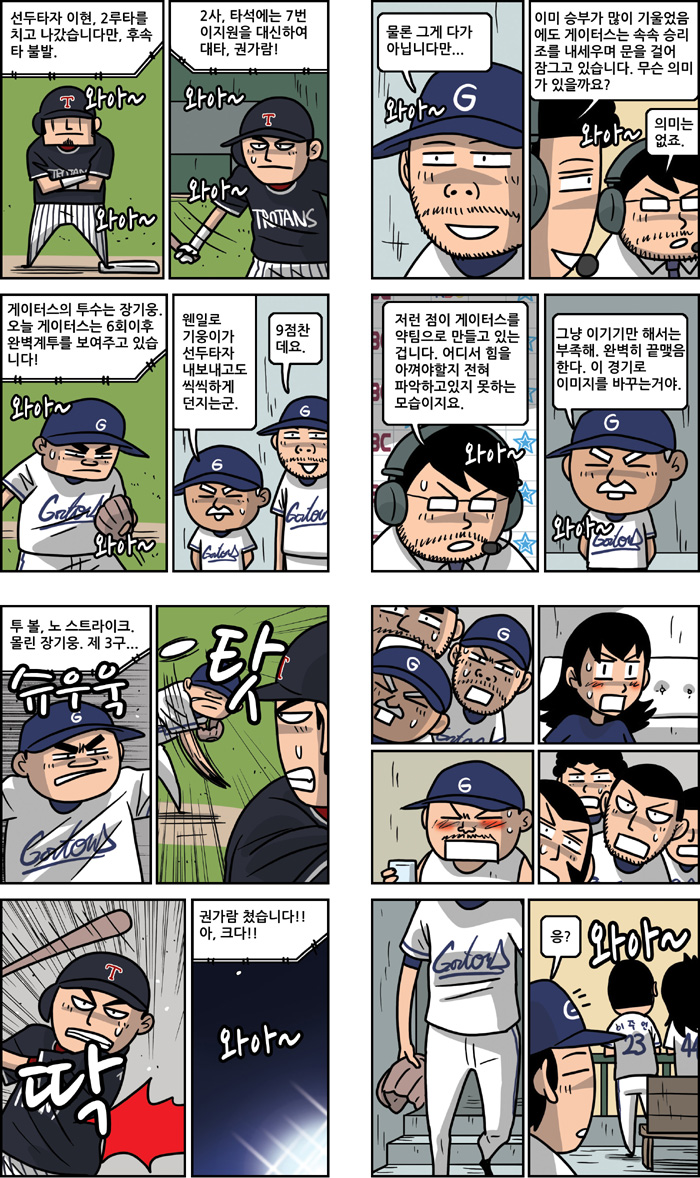 선두타자 이현, 2루타를
치고 나갔습니다만, 후속
타 불발.
와아~
T
TROTANS
와아~
2사, 타석에는 7번
이지원을 대신하여
대타, 권가람!
와아~
T
와아~
TROTANS
게이터스의 투수는 장기웅.
오늘 게이터스는 6회이후
완벽계투를 보여주고 있습
니다!
와아~
G
N
Gators
와아~
웬일로
기웅이가
선두타자
내보내고도
씩씩하게
던지는군.
9점찬
데요.
G
G
Gators
Gators
투 볼, 노 스트라이크.
몰린 장기웅. 제 3구...
슈우욱
G
Gators
탓
T
T
딱
권가람 쳤습니다!!
아, 크다!!
와아~
물론 그게 다가
아닙니다만...
와아~
G
이미 승부가 많이 기울었음
에도 게이터스는 속속 승리
조를 내세우며 문을 걸어
잠그고 있습니다. 무슨 의미
가 있을까요?
와아~
의미는
없죠.
저런 점이 게이터스를
약팀으로 만들고 있는
겁니다. 어디서 힘을
아껴야할지 전혀
파악하고있지 못하는
모습이지요.
와아~
BC
그냥 이기기만 해서는
부족해. 완벽히 끝맺음
한다. 이 경기로
이미지를 바꾸는거야.
G
와아~
Gators
G
G
G
Gators
응?
와아~
G
23
44